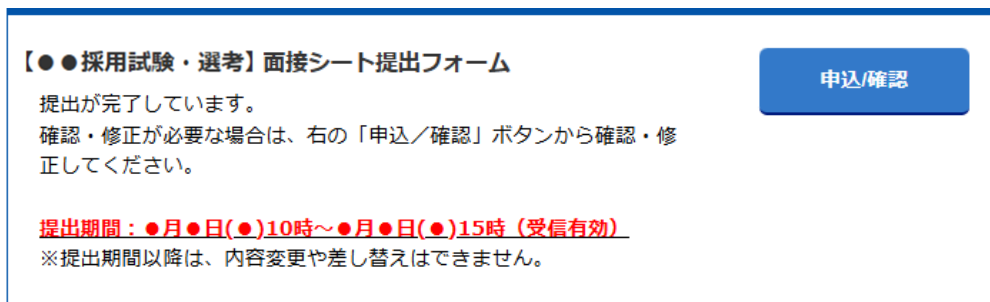 【●●採用試験・選考】面接シート提出フォーム
申込/確認
提出が完了しています。
確認・修正が必要な場合は、右の「申込／確認」ボタンから確認・修
正してください。
提出期間：●月●日(●)10時～●月●日(●)15時（受信有効）
※提出期間以降は、内容変更や差し替えはできません。